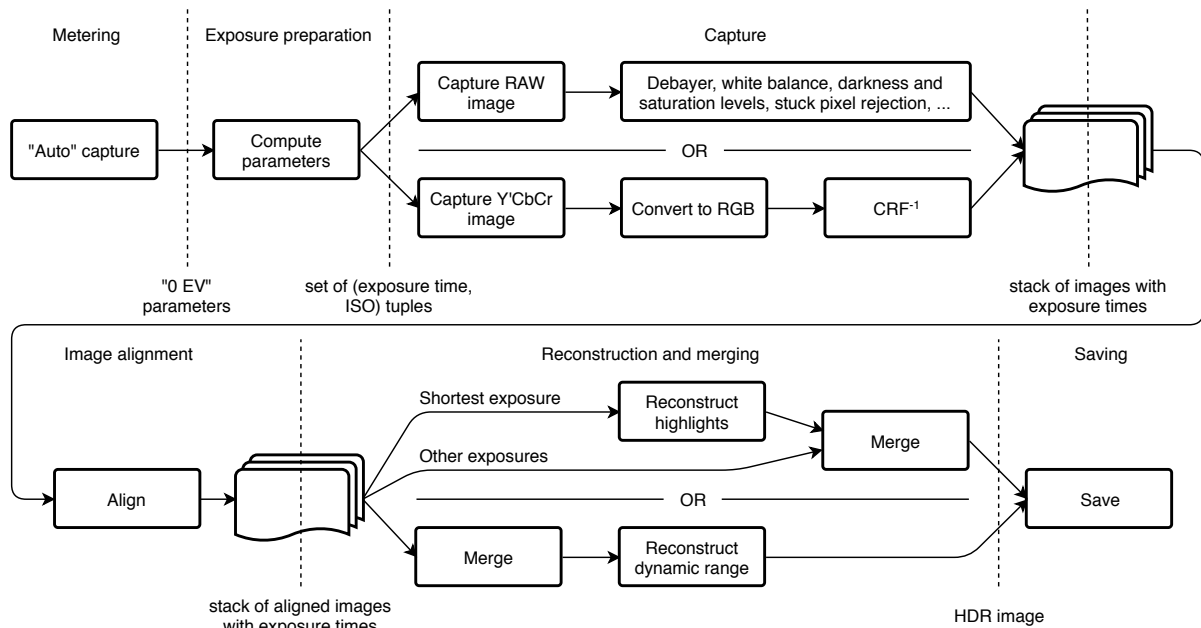 Metering
Exposure preparation
Capture
"Auto" capture
Compute
parameters
Capture RAW
image
Debayer, white balance, darkness and
saturation levels, stuck pixel rejection, ...
OR
Capture Y'CbCr
image
Convert to RGB
CRF-1
"0 EV"
parameters
set of (exposure time,
ISO) tuples
stack of images with
exposure times
Image alignment
Reconstruction and merging
Saving
Align
Shortest exposure
Reconstruct
highlights
Other exposures
Merge
OR
Merge
Reconstruct
dynamic range
Save
stack of aligned images
with exposure times
HDR image